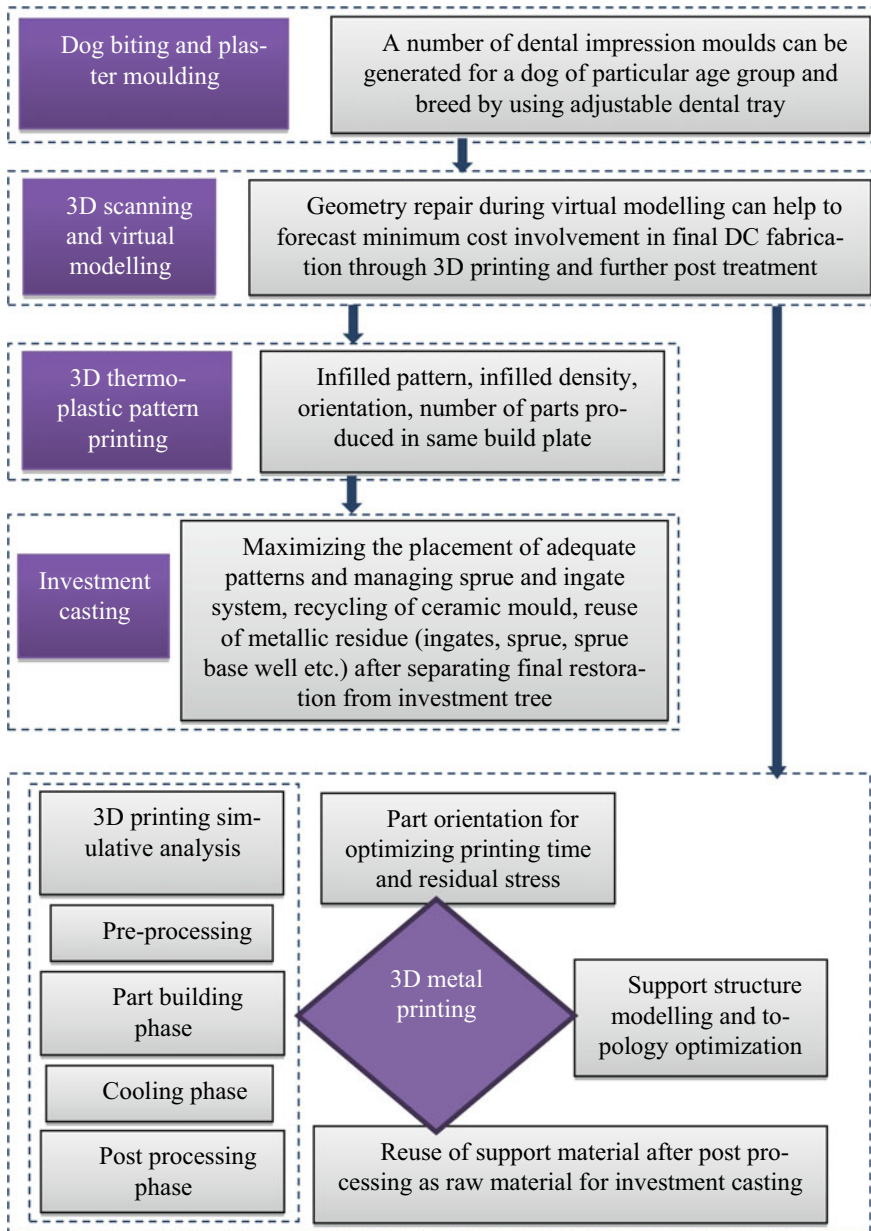 Dog biting and plas-
ter moulding
A number of dental impression moulds can be
generated for a dog of particular age group and
breed by using adjustable dental tray
3D scanning
and virtual
modelling
Geometry repair during virtual modelling can help to
forecast minimum cost involvement in final DC fabrica-
tion through 3D printing and further post treatment
3D thermo-
plastic pattern
printing
Infilled pattern, infilled density,
orientation, number of parts pro-
duced in same build plate
Investment
casting
Maximizing the placement of adequate
patterns and managing sprue and ingate
system, recycling of ceramic mould, reuse
of metallic residue (ingates, sprue, sprue
base well etc.) after separating final restora-
tion from investment tree
3D printing sim-
ulative analysis
Pre-processing
Part building
phase
Cooling phase
Post processing
phase
Part orientation for
optimizing printing time
and residual stress
3D metal
printing
Support structure
modelling and to-
pology optimization
Reuse of support material after post pro-
cessing as raw material for investment casting